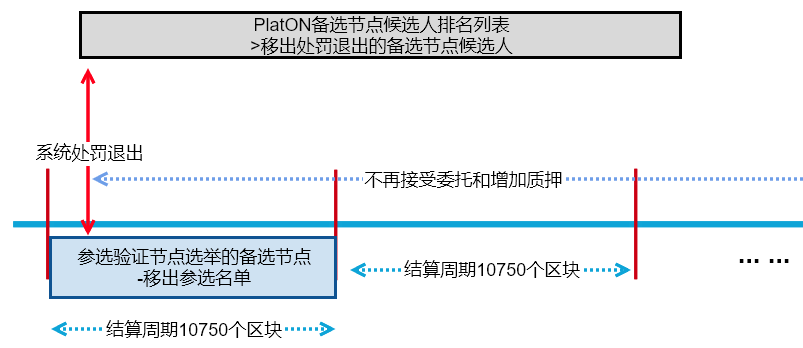 PlatON备选节点候选人排名列表
>移出处罚退出的备选节点候选人
系统处罚退出
不再接受委托和增加质押
参选验证节点选举的备选节点
-移出参选名单
结算周期10750个区块
... ...
结算周期10750个区块